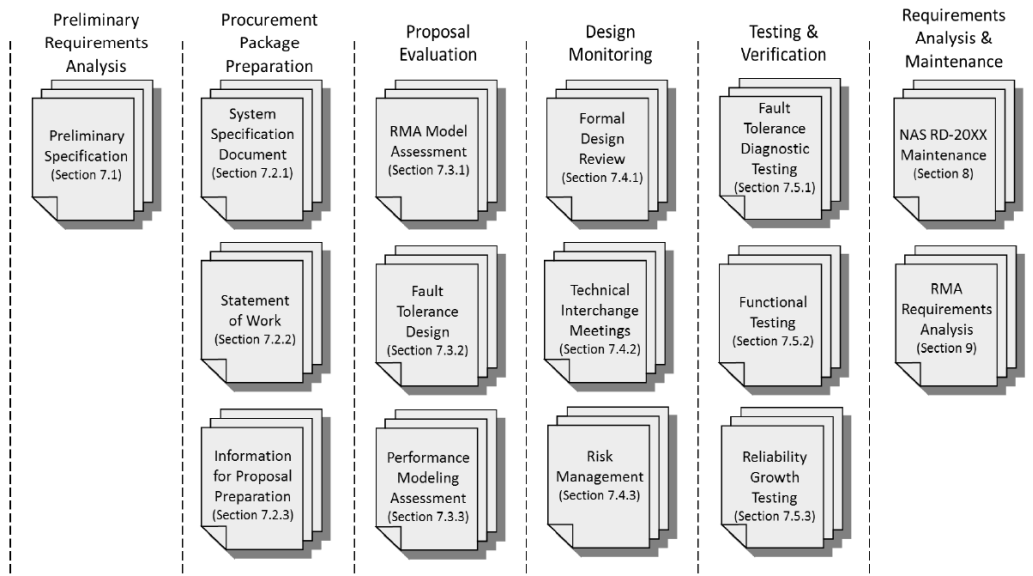 Preliminary
Requirements
Analysis
Preliminary
Specification
(Section 7.1)
Procurement
Package
Preparation
System
Specification
Document
(Section 7.2.1)
Statement
of Work
(Section 7.2.2)
Information
for Proposal
Preparation
(Section 7.2.3)
Proposal
Evaluation
RMA Model
Assessment
(Section 7.3.1)
Fault
Tolerance
Design
(Section 7.3.2)
Performance
Modeling
Assessment
(Section 7.3.3)
Design
Monitoring
Formal
Design
Review
(Section 7.4.1)
Technical
Interchange
Meetings
(Section 7.4.2)
Risk
Management
(Section 7.4.3)
Testing &
Verification
Fault
Tolerance
Diagnostic
Testing
(Section 7.5.1)
Functional
Testing
(Section 7.5.2)
Reliability
Growth
Testing
(Section 7.5.3)
Requirements
Analysis &
Maintenance
NAS RD-20XX
Maintenance
(Section 8)
RMA
Requirements
Analysis
(Section 9)